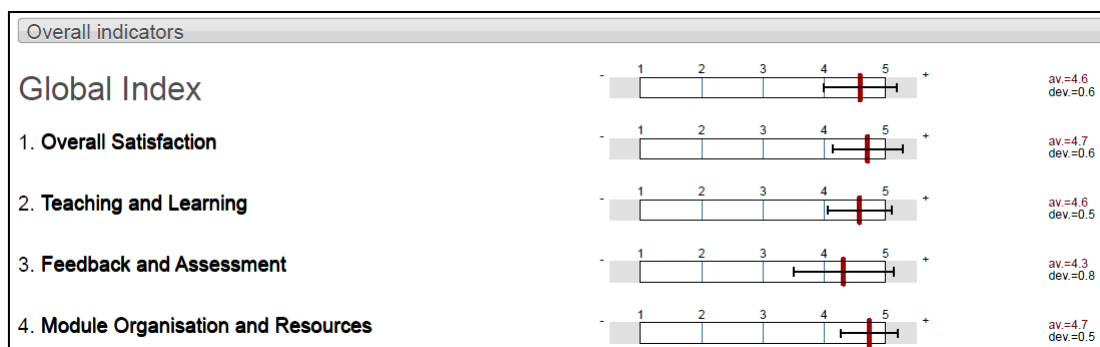 Overall indicators
Global Index
- 1 2 3 4 5 +
av.=4.6
dev.=0.6
1. Overall Satisfaction
- 1 2 3 4 5 +
av.=4.7
dev.=0.6
2. Teaching and Learning
- 1 2 3 4 5 +
av.=4.6
dev.=0.5
3. Feedback and Assessment
- 1 2 3 4 5 +
av.=4.3
dev.=0.8
4. Module Organisation and Resources
- 1 2 3 4 5 +
av.=4.7
dev.=0.5